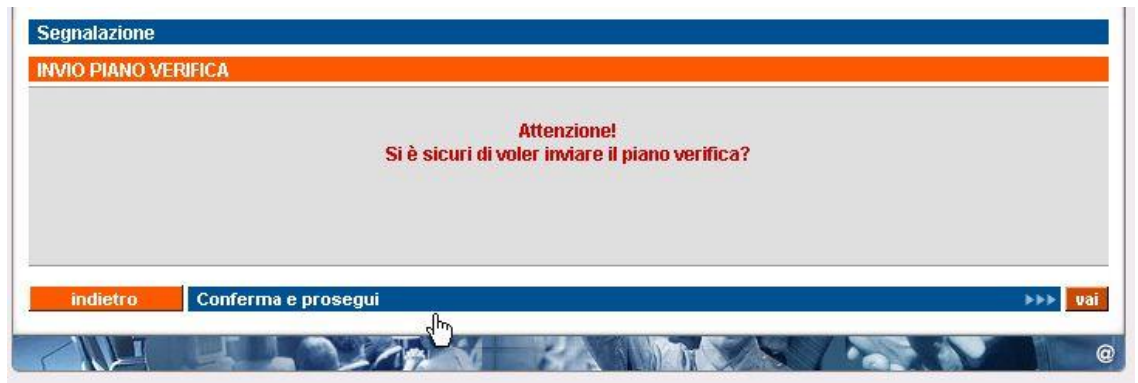 Segnalazione
INVIO PIANO VERIFICA
Attenzione!
Si è sicuri di voler inviare il piano verifica?
indietro Conferma e prosegui vai
@